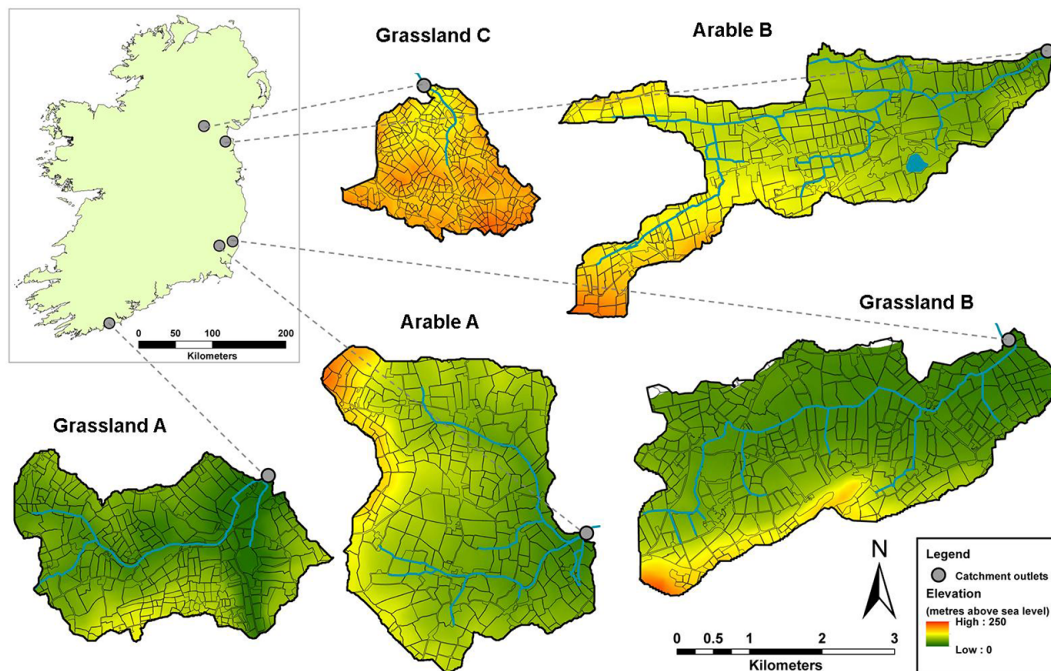 Grassland C
Arable B
0 50 100 200
Kilometers
Arable A
Grassland B
Grassland A
N
0 0.5 1 2 3
Kilometers
Legend
Catchment outlets
Elevation
(metres above sea level)
High : 250
Low : 0